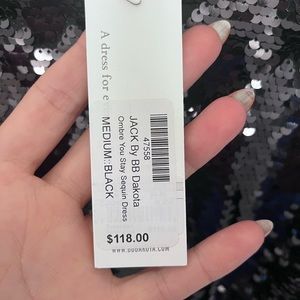 A dress for e
47558
JACK By BB Dakota
Ombre You Stay Sequin Dress
MEDIUM::BLACK
$118.00